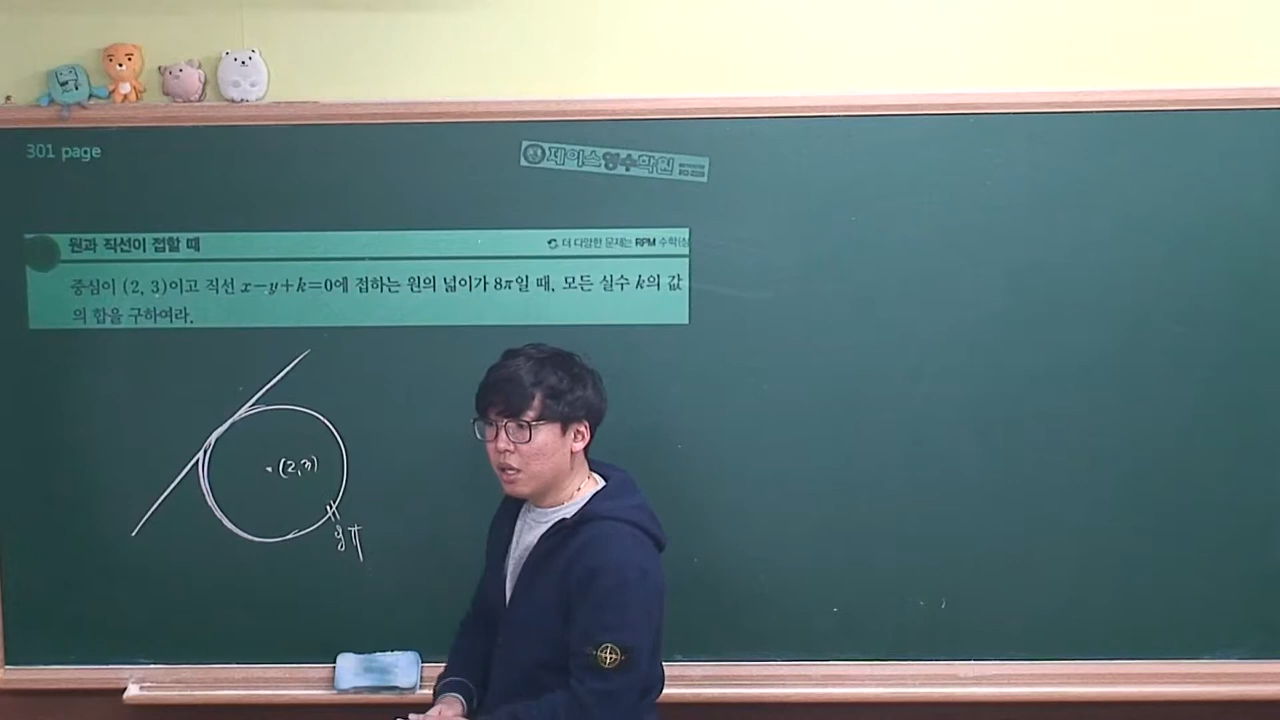 301 page
제이스영수학원
원과 직선이 접할 때
더 다양한 문제는 RPM 수학(상
중심이 (2, 3)이고 직선 x−y+k=0에 접하는 원의 넓이가 8π일 때, 모든 실수 k의 값
의 합을 구하여라.
(2,3)
8π